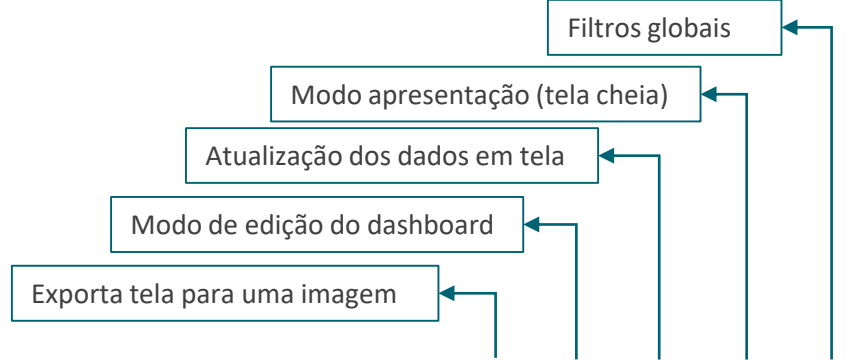 Filtros globais
Modo apresentação (tela cheia)
Atualização dos dados em tela
Modo de edição do dashboard
Exporta tela para uma imagem